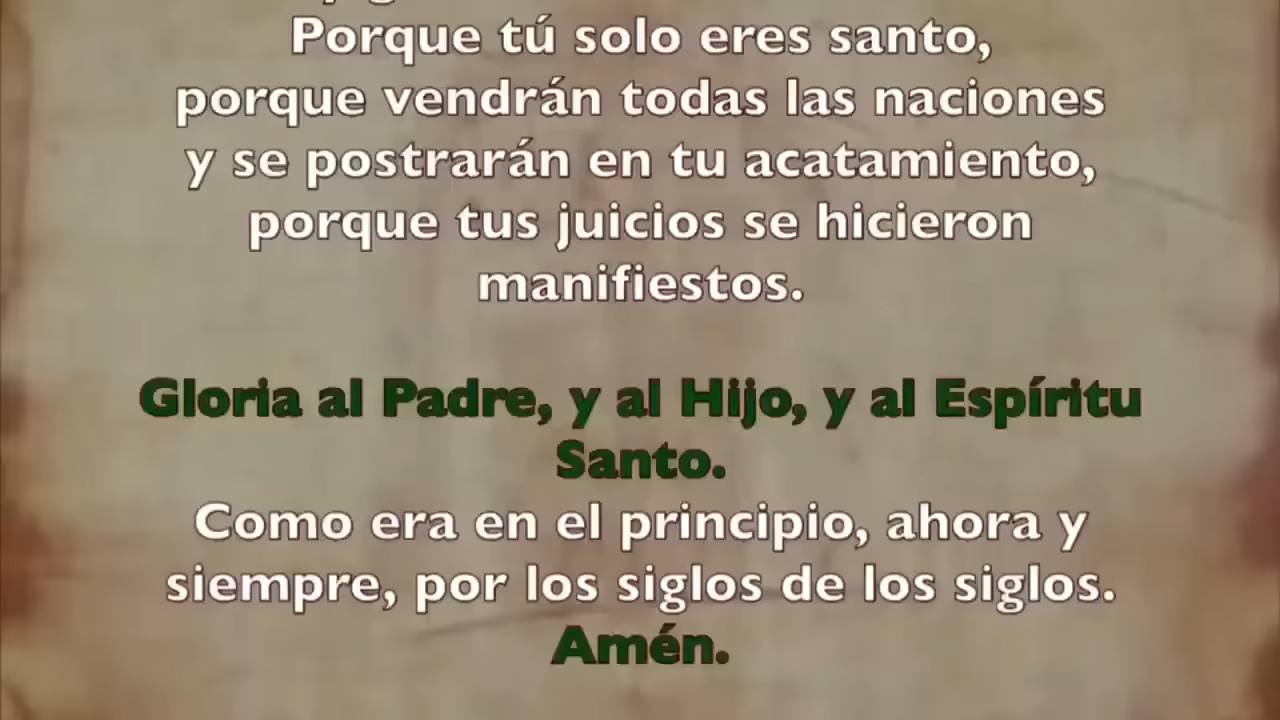 Porque tú solo eres santo,
porque vendrán todas las naciones
y se postrarán en tu acatamiento,
porque tus juicios se hicieron
manifiestos.
Gloria al Padre, y al Hijo, y al Espíritu
Santo.
Como era en el principio, ahora y
siempre, por los siglos de los siglos.
Amén.